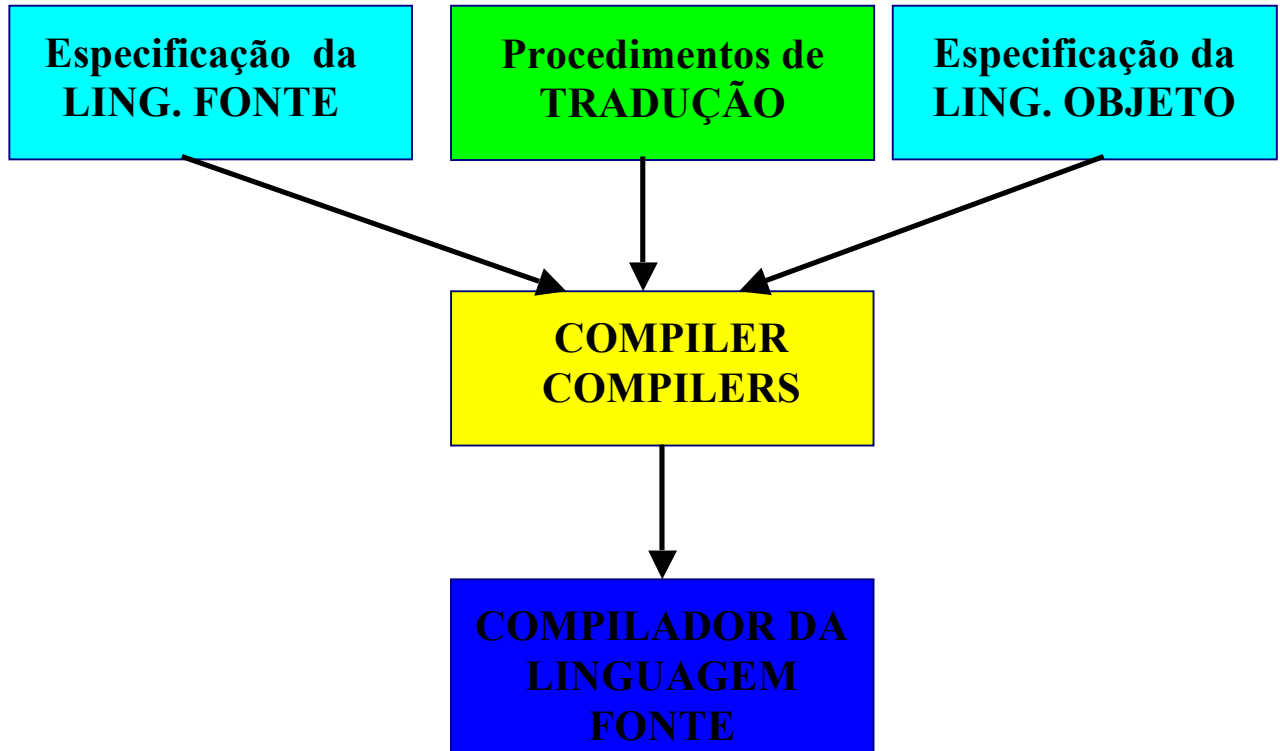 Especificação da
LING. FONTE
Procedimentos de
TRADUÇÃO
Especificação da
LING. OBJETO
COMPILER
COMPILERS
COMPILADOR DA
LINGUAGEM
FONTE